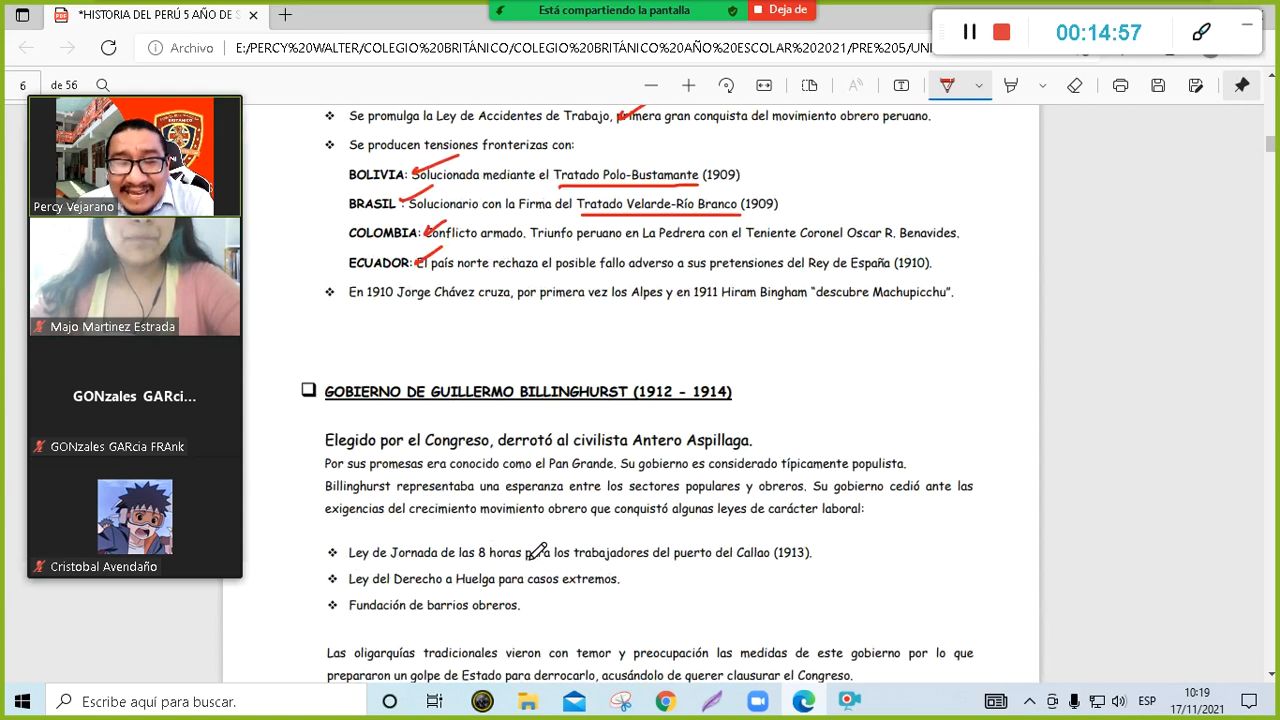 *HISTORIA DEL PERÚ 5 AÑO DE S
Está compartiendo la pantalla
Deja de
00:14:57
Archivo
E:/PERCY%20WALTER/COLEGIO%20BRITÁNICO/COLEGIO%20BRITÁNICO%20AÑO%20ESCOLAR%202021/PRE%205/UN
6 de 56
Se promulga la Ley de Accidentes de Trabajo, primera gran conquista del movimiento obrero peruano.
Se producen tensiones fronterizas con:
BOLIVIA: Solucionada mediante el Tratado Polo-Bustamante (1909)
BRASIL : Solucionario con la Firma del Tratado Velarde-Río Branco (1909)
COLOMBIA: Conflicto armado. Triunfo peruano en La Pedrera con el Teniente Coronel Oscar R. Benavides.
ECUADOR: El país norte rechaza el posible fallo adverso a sus pretensiones del Rey de España (1910).
En 1910 Jorge Chávez cruza, por primera vez los Alpes y en 1911 Hiram Bingham “descubre Machupicchu”.
GOBIERNO DE GUILLERMO BILLINGHURST (1912 - 1914)
Elegido por el Congreso, derrotó al civilista Antero Aspillaga.
Por sus promesas era conocido como el Pan Grande. Su gobierno es considerado típicamente populista.
Billinghurst representaba una esperanza entre los sectores populares y obreros. Su gobierno cedió ante las
exigencias del crecimiento movimiento obrero que conquistó algunas leyes de carácter laboral:
Ley de Jornada de las 8 horas para los trabajadores del puerto del Callao (1913).
Ley del Derecho a Huelga para casos extremos.
Fundación de barrios obreros.
Las oligarquías tradicionales vieron con temor y preocupación las medidas de este gobierno por lo que
prepararon un golpe de Estado para derrocarlo, acusándolo de querer clausurar el Congreso.
BRITÁNICO
Percy Vejarano
Majo Martinez Estrada
GONzales GARci...
GONzales GARcia FRAnk
Cristobal Avendaño
Escribe aquí para buscar.
ESP
10:19
17/11/2021